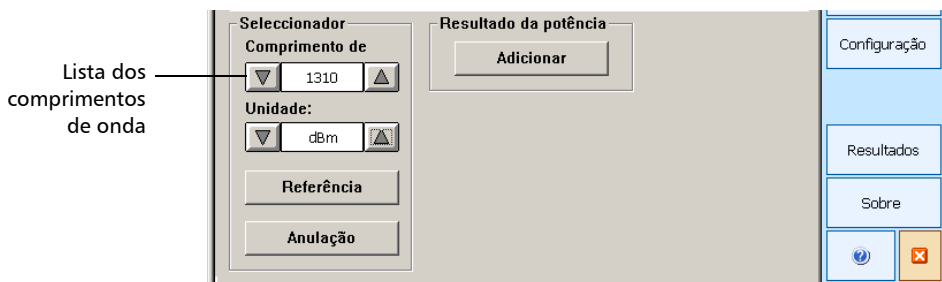 Lista dos
comprimentos
de onda
Seleccionador
Comprimento de
1310
Unidade:
dBm
Referência
Anulação
Resultado da potência
Adicionar
Configuração
Resultados
Sobre
?